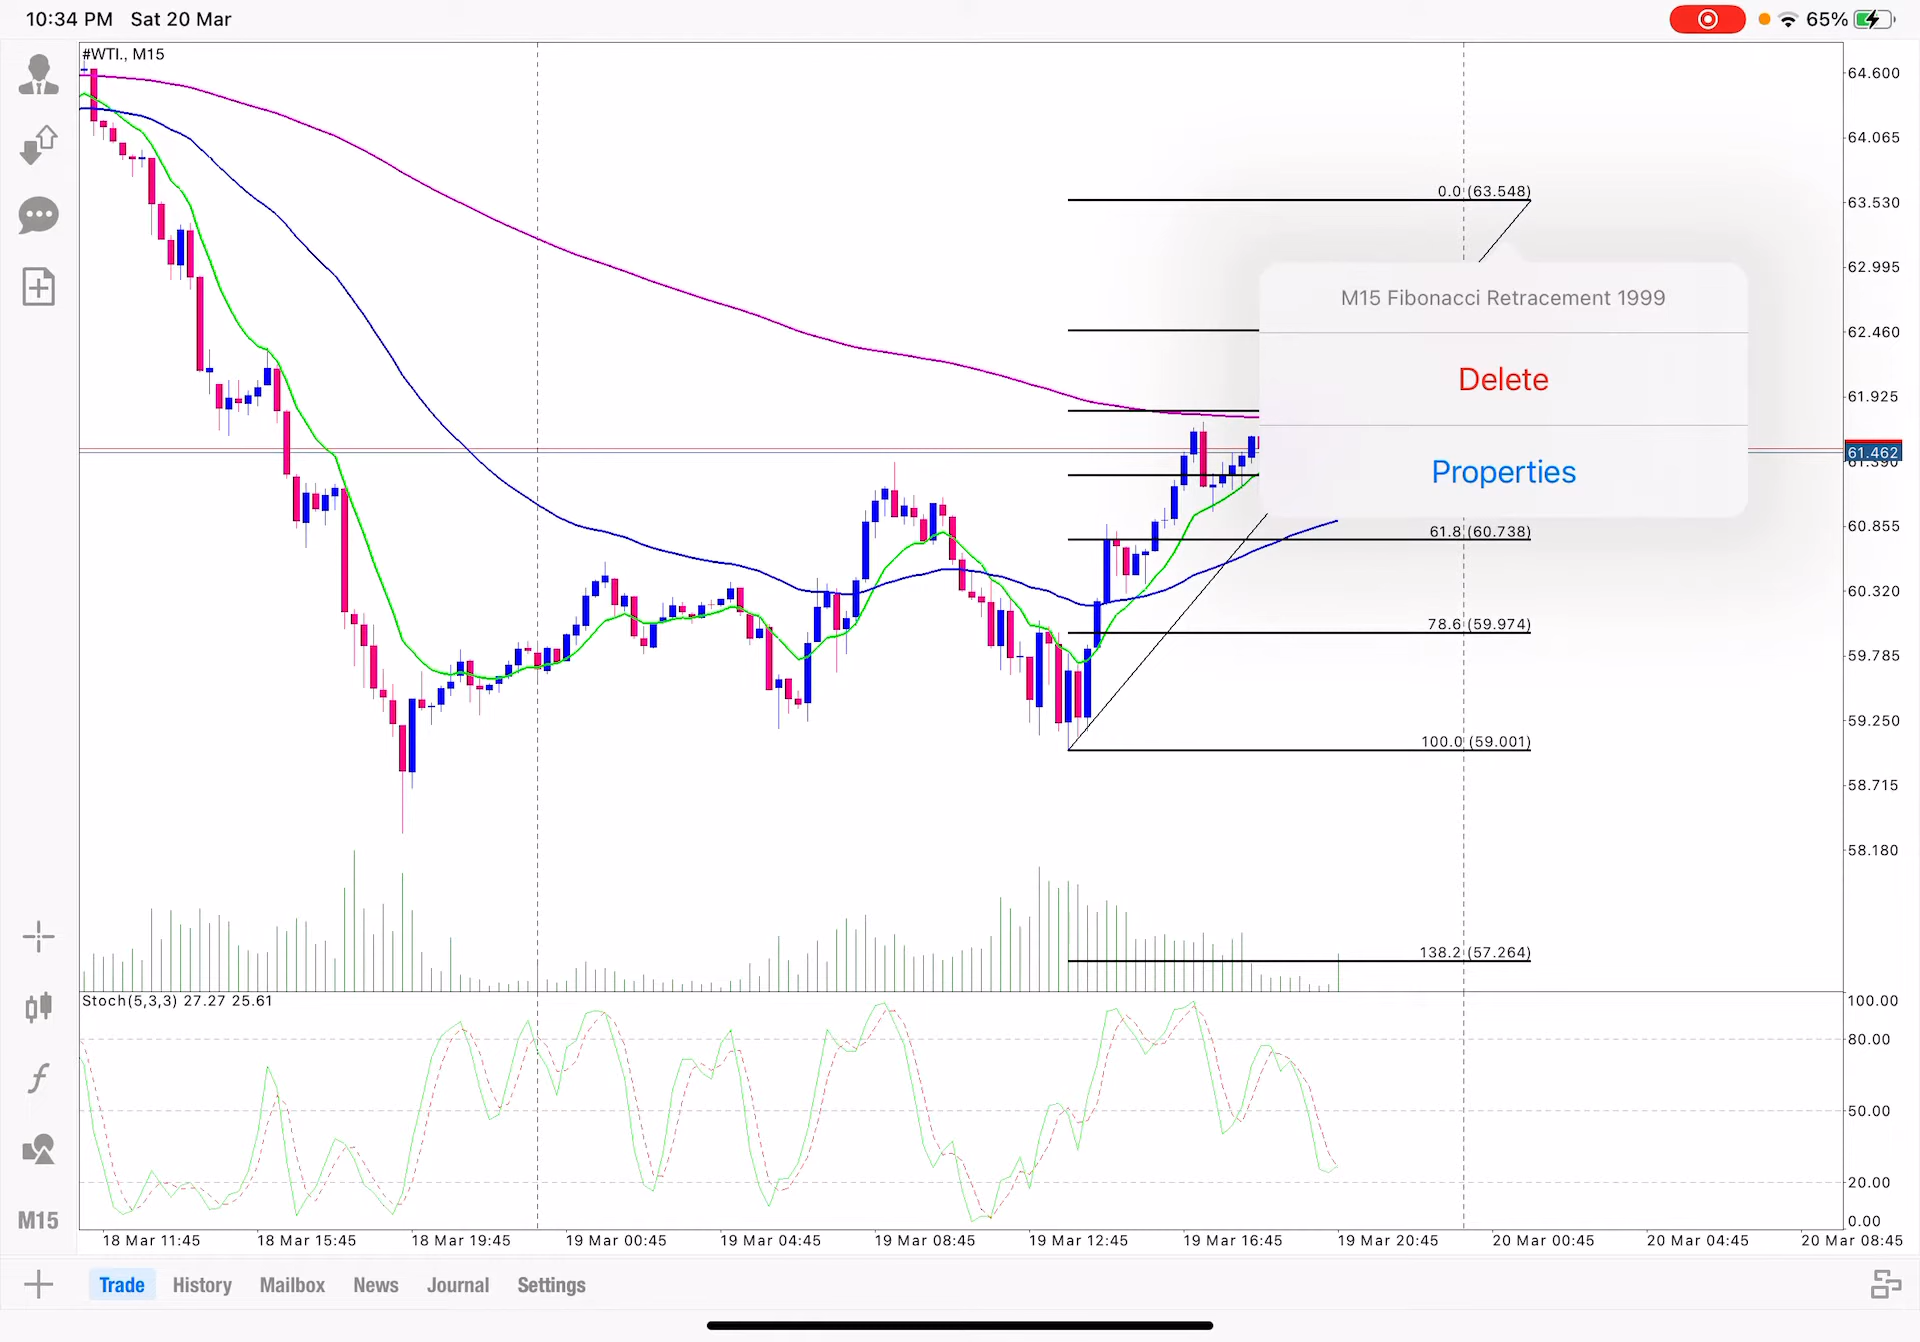 10:34 PM Sat 20 Mar
65%
#WTI., M15
64.600
64.065
0.0 (63.548)
63.530
62.995
M15 Fibonacci Retracement 1999
62.460
Delete
61.925
61.462
Properties
60.855
61.8 (60.738)
60.320
78.6 (59.974)
59.785
59.250
100.0 (59.001)
58.715
58.180
138.2 (57.264)
Stoch(5,3,3) 27.27 25.61
100.00
80.00
50.00
20.00
0.00
M15
18 Mar 11:45 18 Mar 15:45 18 Mar 19:45 19 Mar 00:45 19 Mar 04:45 19 Mar 08:45 19 Mar 12:45 19 Mar 16:45 19 Mar 20:45 20 Mar 00:45 20 Mar 04:45 20 Mar 08:45
Trade History Mailbox News Journal Settings